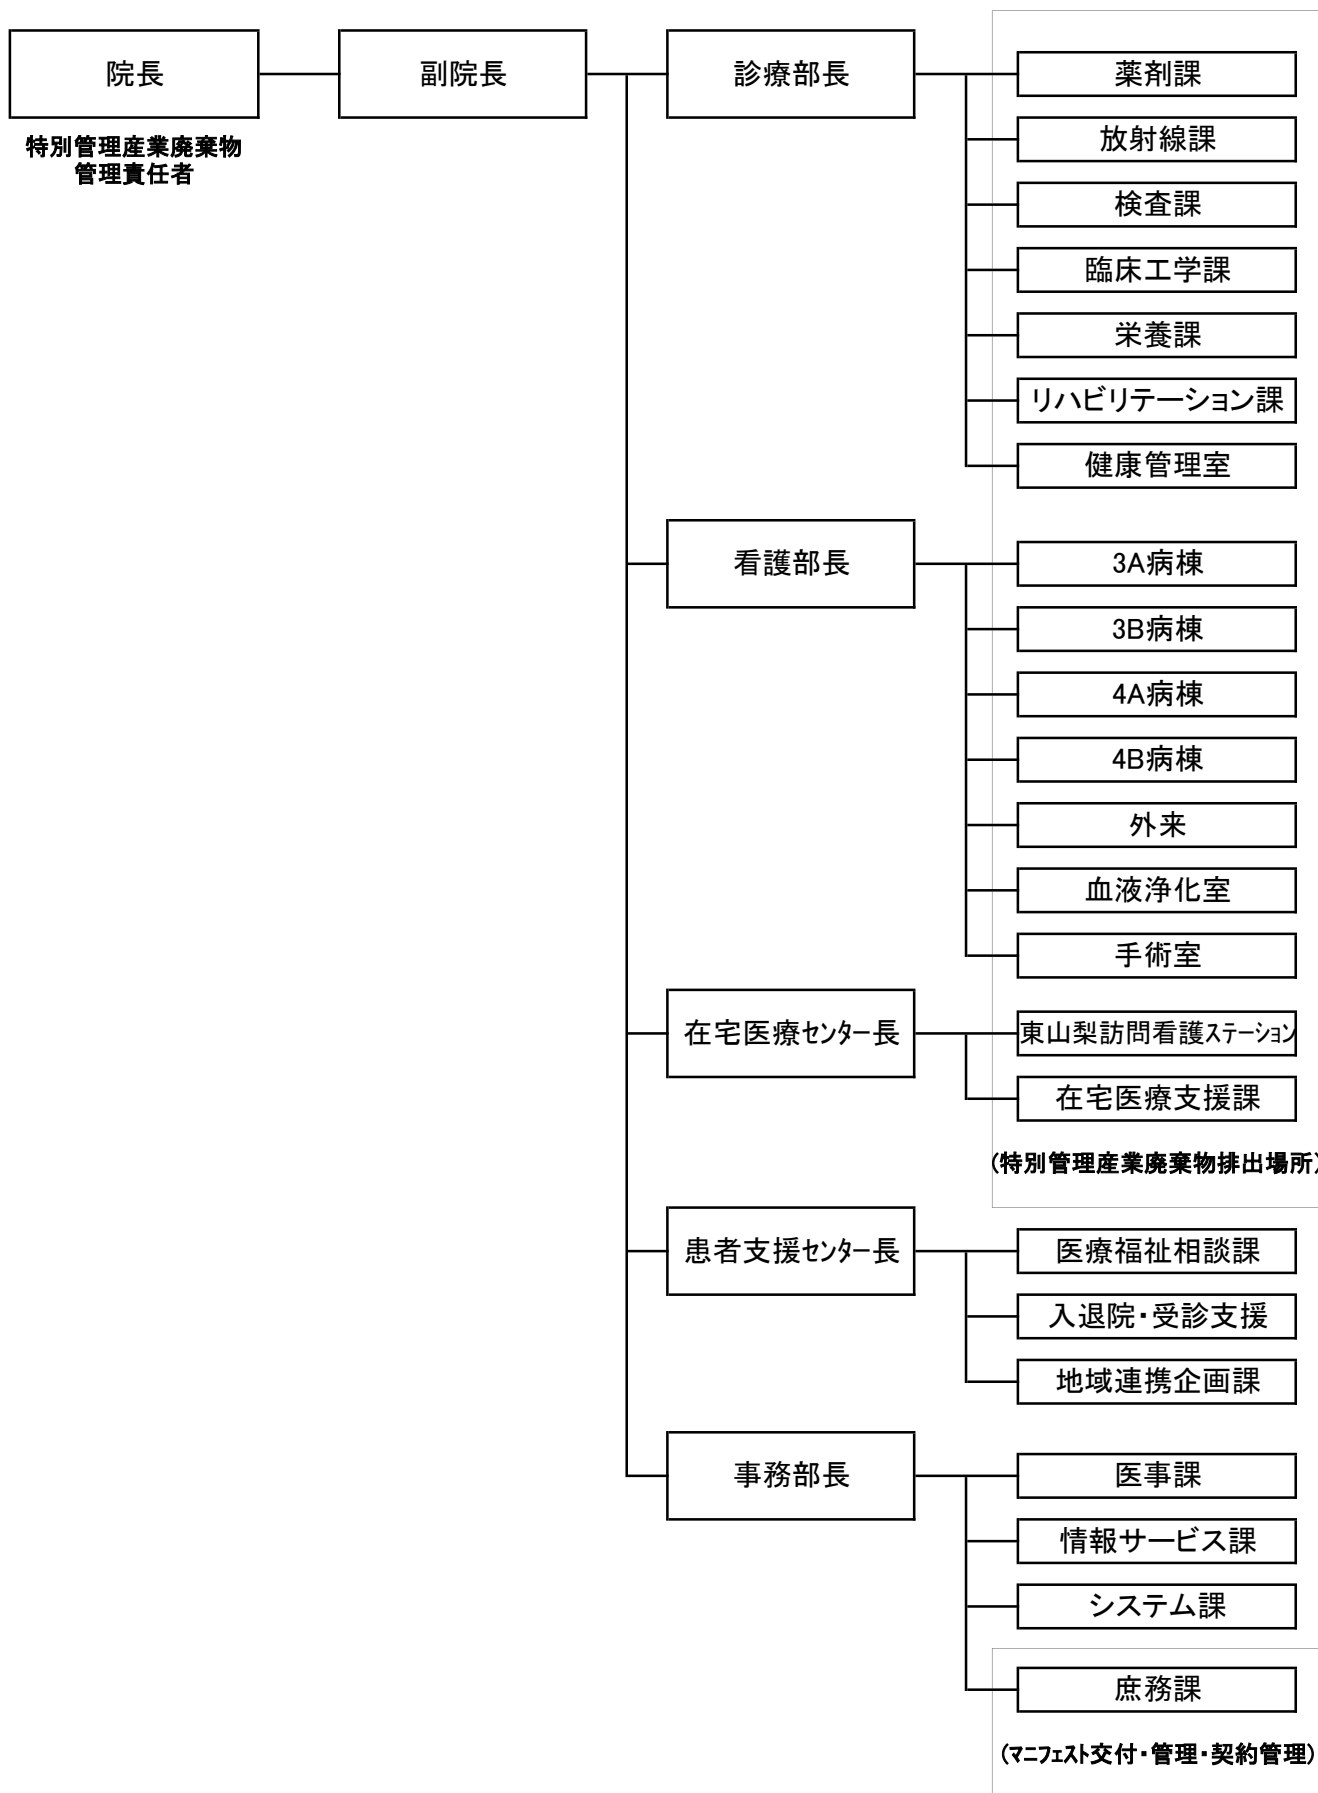 院長
副院長
診療部長
薬剤課
特別管理産業廃棄物
管理責任者
放射線課
検査課
臨床工学課
栄養課
リハビリテーション課
健康管理室
看護部長
3A病棟
3B病棟
4A病棟
4B病棟
外来
血液浄化室
手術室
在宅医療センター長
東山梨訪問看護ステーション
在宅医療支援課
(特別管理産業廃棄物排出場所)
患者支援センター長
医療福祉相談課
入退院・受診支援
地域連携企画課
事務部長
医事課
情報サービス課
システム課
庶務課
(マニフェスト交付・管理・契約管理)